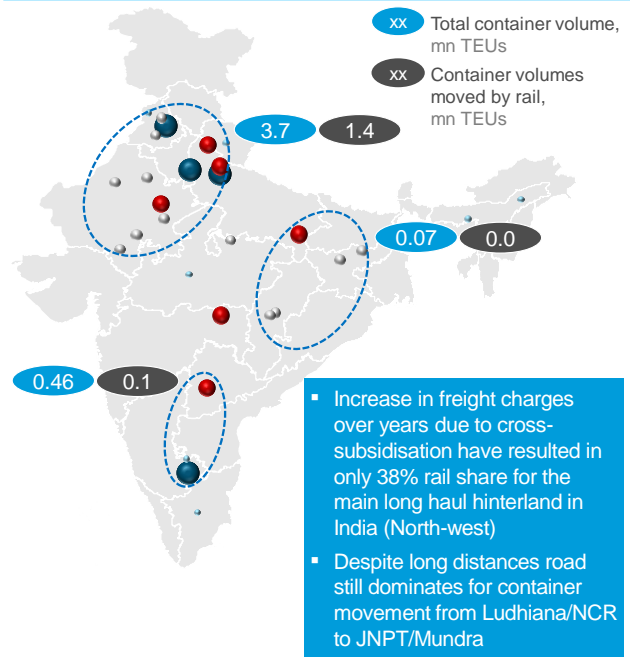 xx Total container volume,
mn TEUs
xx Container volumes
moved by rail,
mn TEUs
3.7 1.4
0.07 0.0
0.46 0.1
▪ Increase in freight charges
over years due to cross-
subsidisation have resulted in
only 38% rail share for the
main long haul hinterland in
India (North-west)
▪ Despite long distances road
still dominates for container
movement from Ludhiana/NCR
to JNPT/Mundra